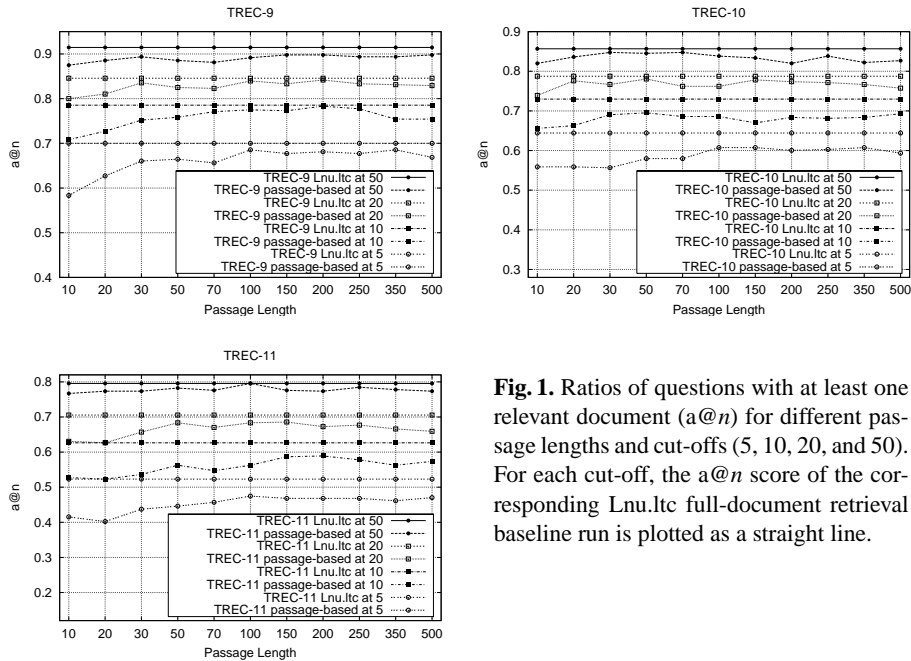 TREC-9
a@n
0.9
0.8
0.7
0.6
0.5
0.4
TREC-9 Lnu.ltc at 50
TREC-9 passage-based at 50
TREC-9 Lnu.ltc at 20
TREC-9 passage-based at 20
TREC-9 Lnu.ltc at 10
TREC-9 passage-based at 10
TREC-9 Lnu.ltc at 5
TREC-9 passage-based at 5
10 20 30 50 70 100 150 200 250 350 500
Passage Length
TREC-10
a@n
0.9
0.8
0.7
0.6
0.5
0.4
0.3
TREC-10 Lnu.ltc at 50
TREC-10 passage-based at 50
TREC-10 Lnu.ltc at 20
TREC-10 passage-based at 20
TREC-10 Lnu.ltc at 10
TREC-10 passage-based at 10
TREC-10 Lnu.ltc at 5
TREC-10 passage-based at 5
10 20 30 50 70 100 150 200 250 350 500
Passage Length
TREC-11
a@n
0.8
0.7
0.6
0.5
0.4
0.3
0.2
TREC-11 Lnu.ltc at 50
TREC-11 passage-based at 50
TREC-11 Lnu.ltc at 20
TREC-11 passage-based at 20
TREC-11 Lnu.ltc at 10
TREC-11 passage-based at 10
TREC-11 Lnu.ltc at 5
TREC-11 passage-based at 5
10 20 30 50 70 100 150 200 250 350 500
Passage Length
Fig. 1. Ratios of questions with at least one
relevant document (a@n) for different pas-
sage lengths and cut-offs (5, 10, 20, and 50).
For each cut-off, the a@n score of the cor-
responding Lnu.ltc full-document retrieval
baseline run is plotted as a straight line.